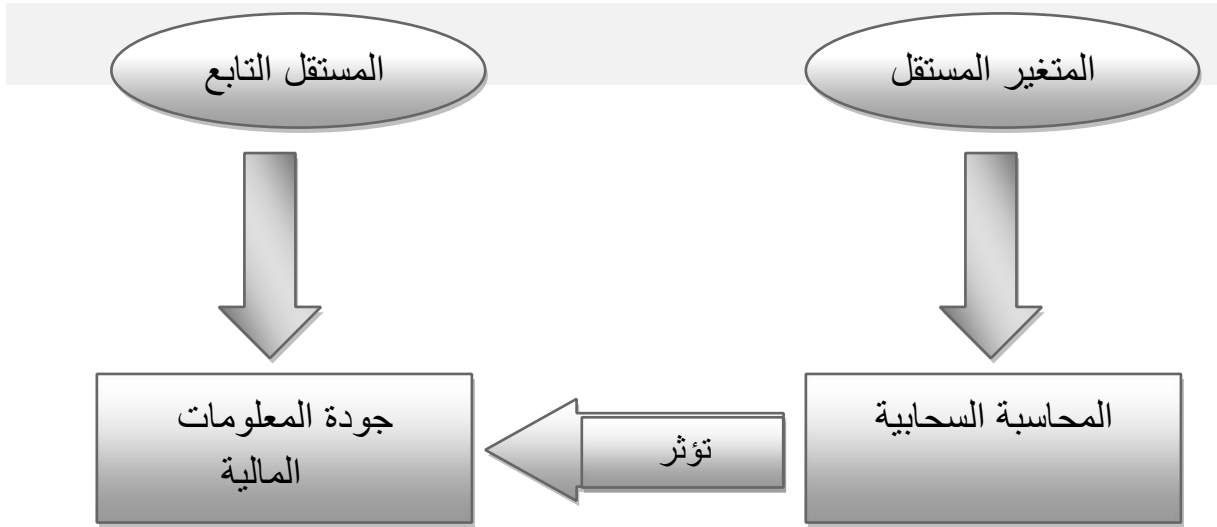 المتغير المستقل
المستقل التابع
المحاسبة السحابية
تؤثر
جودة المعلومات
المالية